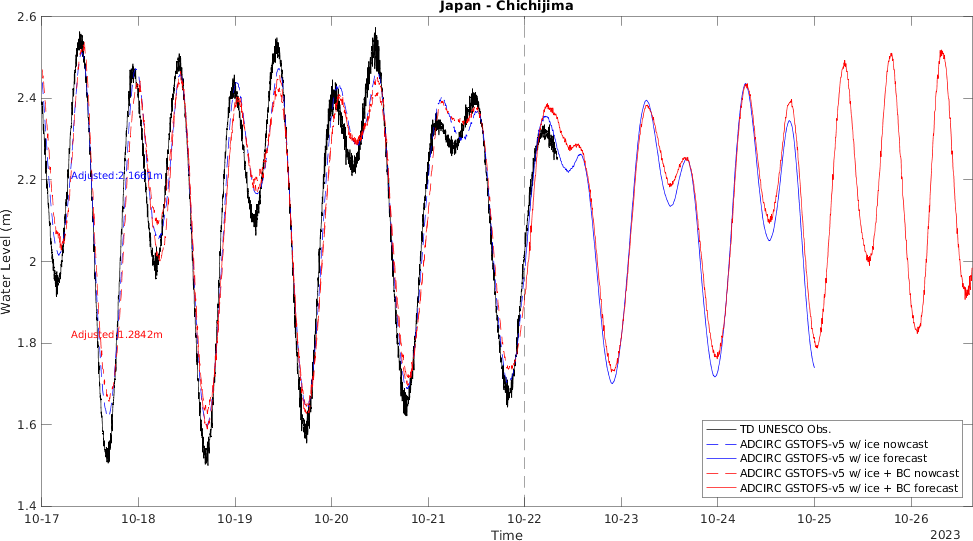 Japan - Chichijima
2.6
2.4
2.2
2
1.8
1.6
1.4
Water Level (m)
Adjusted:2.1661m
Adjusted:1.2842m
TD UNESCO Obs.
ADCIRC GSTOFS-v5 w/ ice nowcast
ADCIRC GSTOFS-v5 w/ ice forecast
ADCIRC GSTOFS-v5 w/ ice + BC nowcast
ADCIRC GSTOFS-v5 w/ ice + BC forecast
10-17 10-18 10-19 10-20 10-21 10-22 10-23 10-24 10-25 10-26
Time
2023